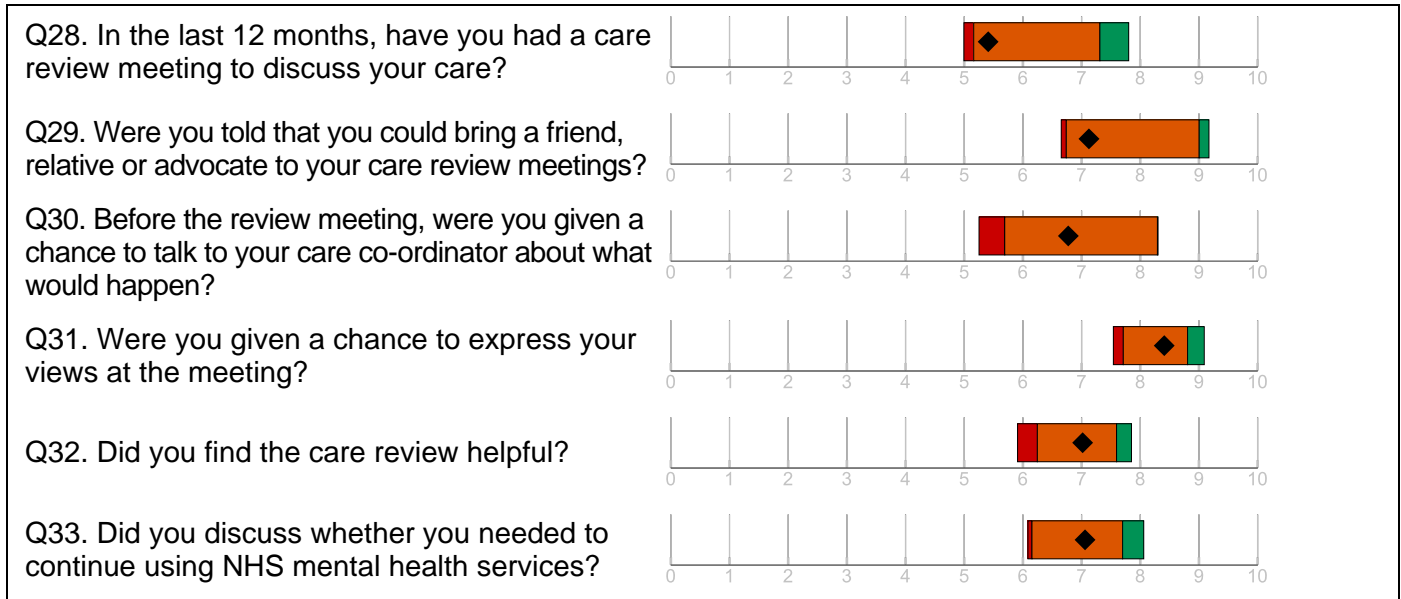 Q28. In the last 12 months, have you had a care
review meeting to discuss your care?
0 1 2 3 4 5 6 7 8 9 10
Q29. Were you told that you could bring a friend,
relative or advocate to your care review meetings?
0 1 2 3 4 5 6 7 8 9 10
Q30. Before the review meeting, were you given a
chance to talk to your care co-ordinator about what
would happen?
0 1 2 3 4 5 6 7 8 9 10
Q31. Were you given a chance to express your
views at the meeting?
0 1 2 3 4 5 6 7 8 9 10
Q32. Did you find the care review helpful?
0 1 2 3 4 5 6 7 8 9 10
Q33. Did you discuss whether you needed to
continue using NHS mental health services?
0 1 2 3 4 5 6 7 8 9 10